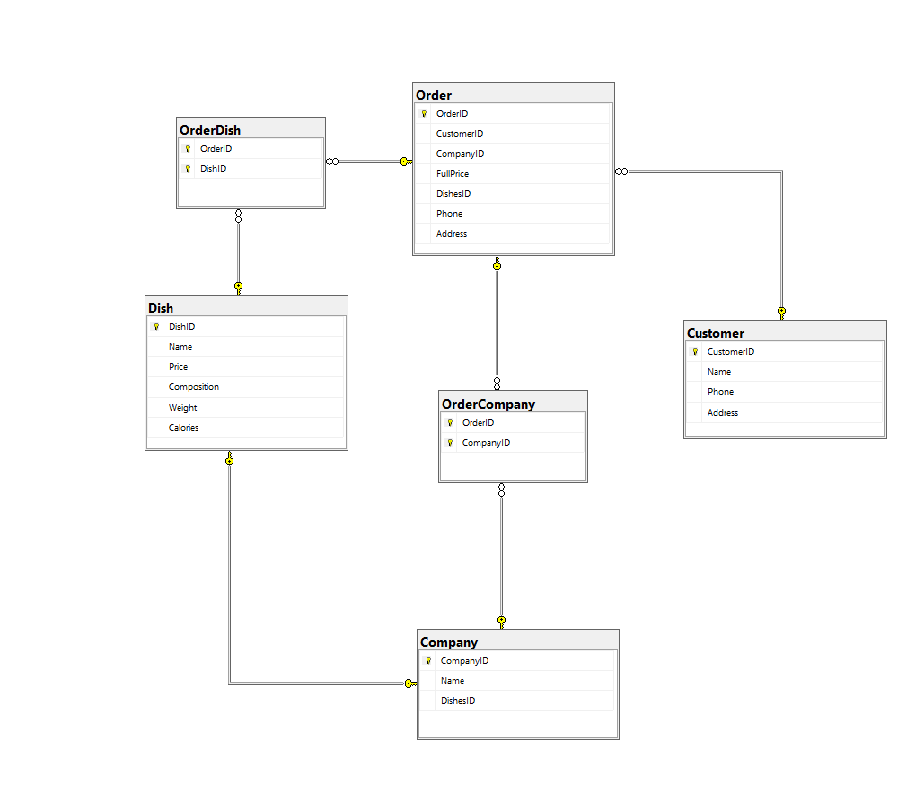 Order
OrderID
CustomerID
CompanyID
FullPrice
DishesID
Phone
Address
OrderDish
OrderID
DishID
Dish
DishID
Name
Price
Composition
Weight
Calories
Customer
CustomerID
Name
Phone
Address
OrderCompany
OrderID
CompanyID
Company
CompanyID
Name
DishesID